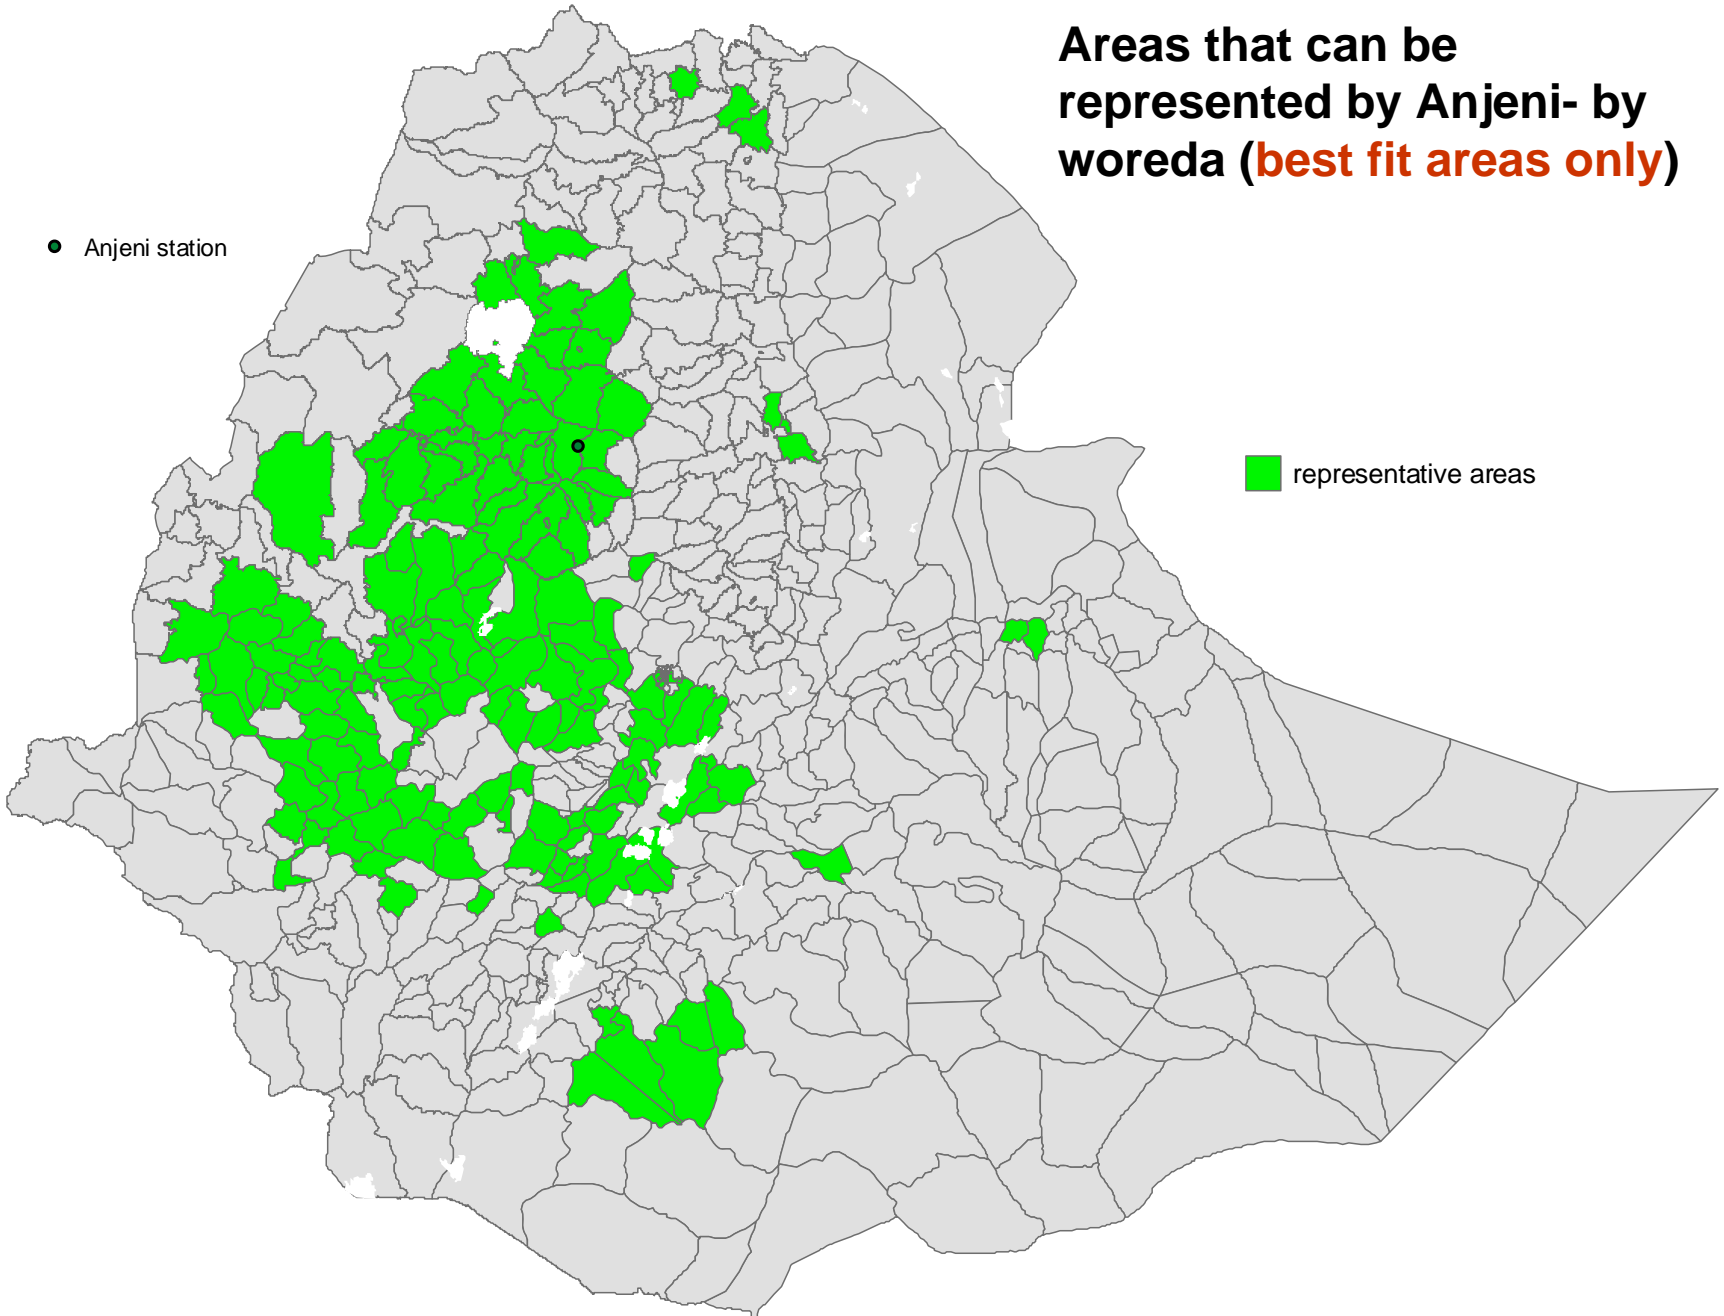 Areas that can be
represented by Anjeni- by
woreda (best fit areas only)
Anjeni station
representative areas